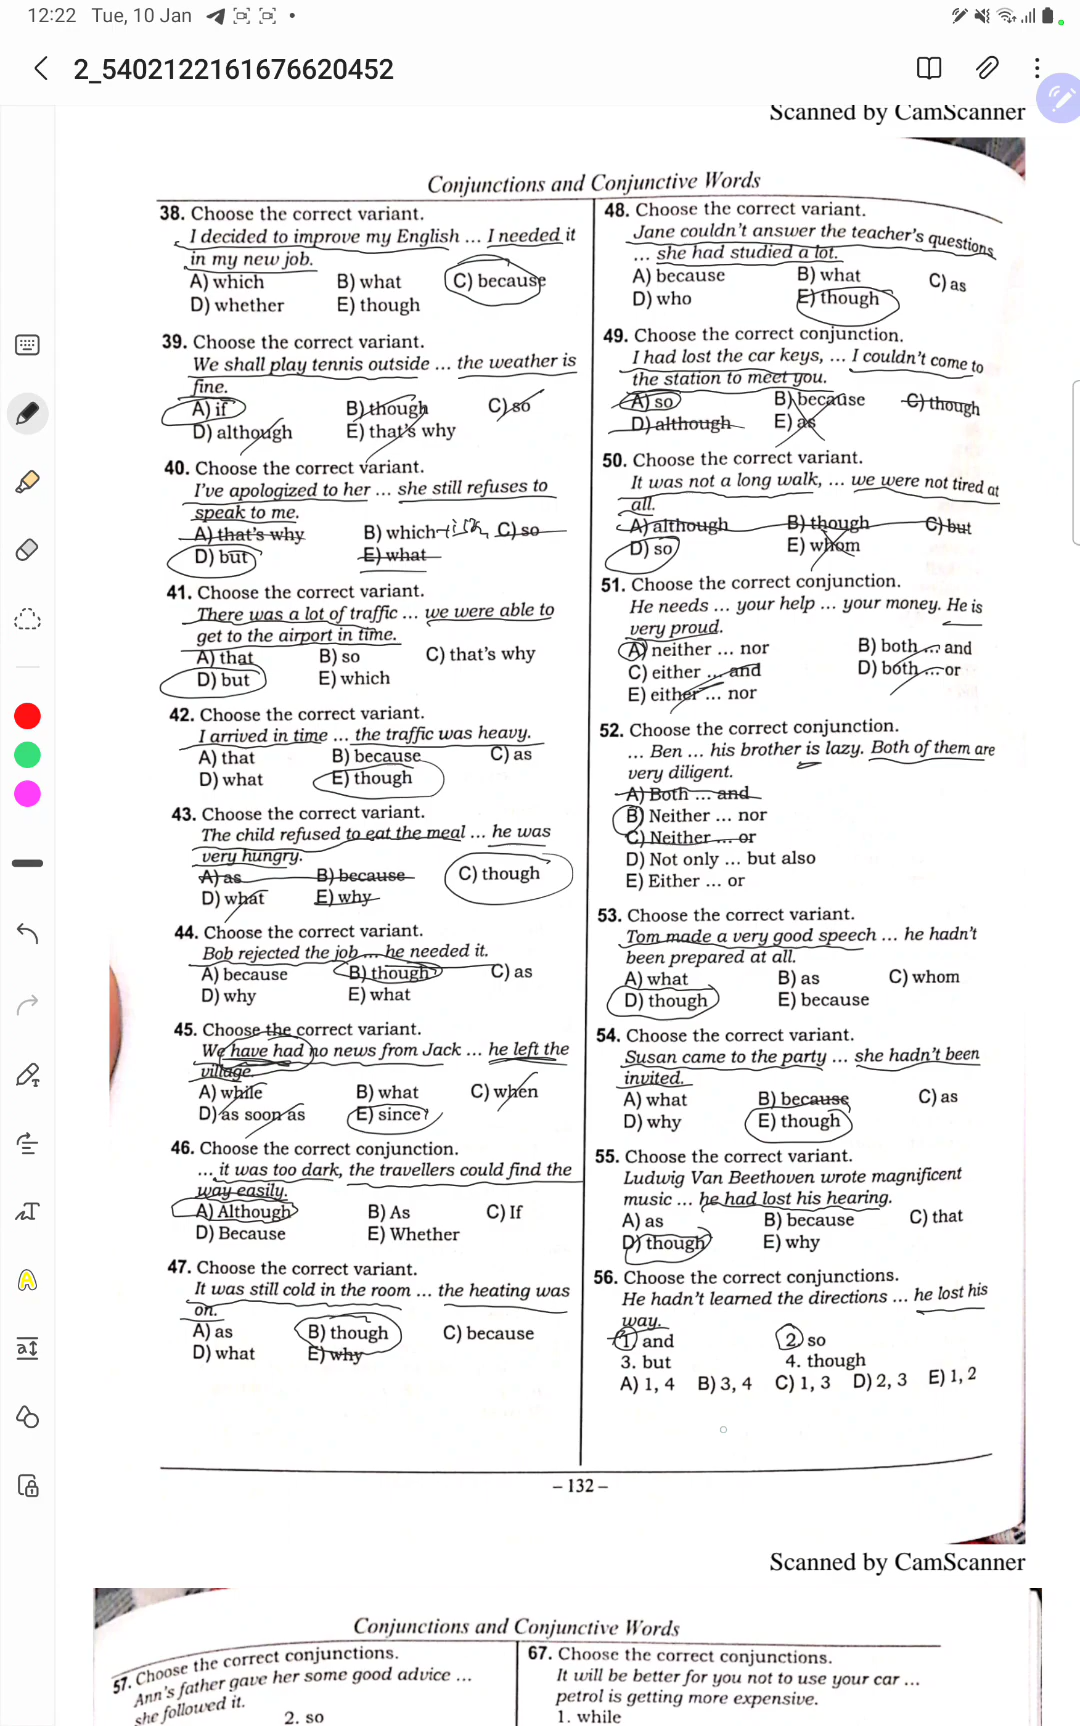 12:22 Tue, 10 Jan
2_5402122161676620452
Scanned by CamScanner
Conjunctions and Conjunctive Words
38. Choose the correct variant.
I decided to improve my English ... I needed it
in my new job.
A) which B) what C) because
D) whether E) though
39. Choose the correct variant.
We shall play tennis outside ... the weather is
fine.
A) if B) though C) so
D) although E) that's why
40. Choose the correct variant.
I've apologized to her ... she still refuses to
speak to me.
A) that's why B) which C) so
D) but E) what
41. Choose the correct variant.
There was a lot of traffic ... we were able to
get to the airport in time.
A) that B) so C) that's why
D) but E) which
42. Choose the correct variant.
I arrived in time ... the traffic was heavy.
A) that B) because C) as
D) what E) though
43. Choose the correct variant.
The child refused to eat the meal ... he was
very hungry.
A) as B) because C) though
D) what E) why
44. Choose the correct variant.
Bob rejected the job ... he needed it.
A) because B) though C) as
D) why E) what
45. Choose the correct variant.
We have had no news from Jack ... he left the
village.
A) while B) what C) when
D) as soon as E) since
46. Choose the correct conjunction.
... it was too dark, the travellers could find the
way easily.
A) Although B) As C) If
D) Because E) Whether
47. Choose the correct variant.
It was still cold in the room ... the heating was
on.
A) as B) though C) because
D) what E) why
48. Choose the correct variant.
Jane couldn't answer the teacher's questions
... she had studied a lot.
A) because B) what C) as
D) who E) though
49. Choose the correct conjunction.
I had lost the car keys, ... I couldn't come to
the station to meet you.
A) so B) because C) though
D) although E) as
50. Choose the correct variant.
It was not a long walk, ... we were not tired at
all.
A) although B) though C) but
D) so E) whom
51. Choose the correct conjunction.
He needs ... your help ... your money. He is
very proud.
A) neither ... nor B) both ... and
C) either ... and D) both ... or
E) either ... nor
52. Choose the correct conjunction.
... Ben ... his brother is lazy. Both of them are
very diligent.
A) Both ... and
B) Neither ... nor
C) Neither ... or
D) Not only ... but also
E) Either ... or
53. Choose the correct variant.
Tom made a very good speech ... he hadn't
been prepared at all.
A) what B) as C) whom
D) though E) because
54. Choose the correct variant.
Susan came to the party ... she hadn't been
invited.
A) what B) because C) as
D) why E) though
55. Choose the correct variant.
Ludwig Van Beethoven wrote magnificent
music ... he had lost his hearing.
A) as B) because C) that
D) though E) why
56. Choose the correct conjunctions.
He hadn't learned the directions ... he lost his
way.
1. and 2. so
3. but 4. though
A) 1, 4 B) 3, 4 C) 1, 3 D) 2, 3 E) 1, 2
– 132 –
Scanned by CamScanner
Conjunctions and Conjunctive Words
57. Choose the correct conjunctions.
Ann's father gave her some good advice ...
she followed it.
2. so
67. Choose the correct conjunctions.
It will be better for you not to use your car ...
petrol is getting more expensive.
1. while